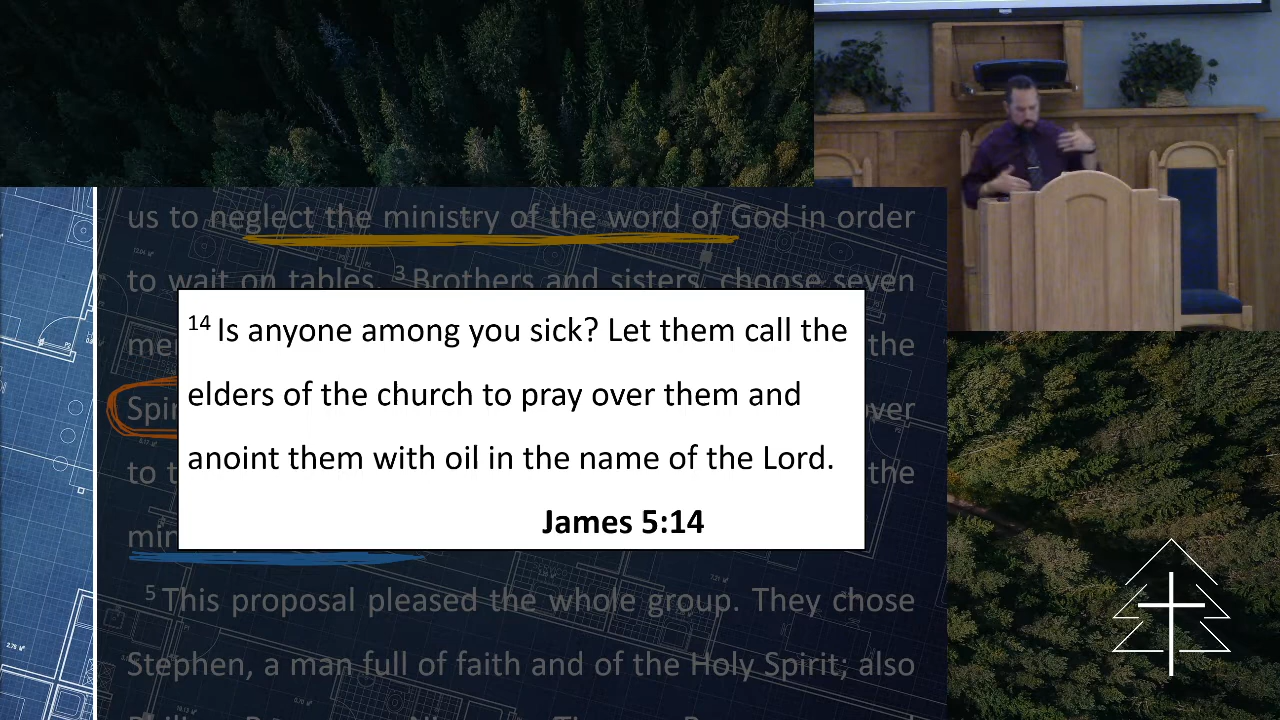 us to neglect the ministry of the word of God in order
to wait on tables. 3 Brothers and sisters, choose seven
14 Is anyone among you sick? Let them call the
the
elders of the church to pray over them and
anoint them with oil in the name of the Lord.
to the
James 5:14
5 This proposal pleased the whole group. They chose
Stephen, a man full of faith and of the Holy Spirit; also